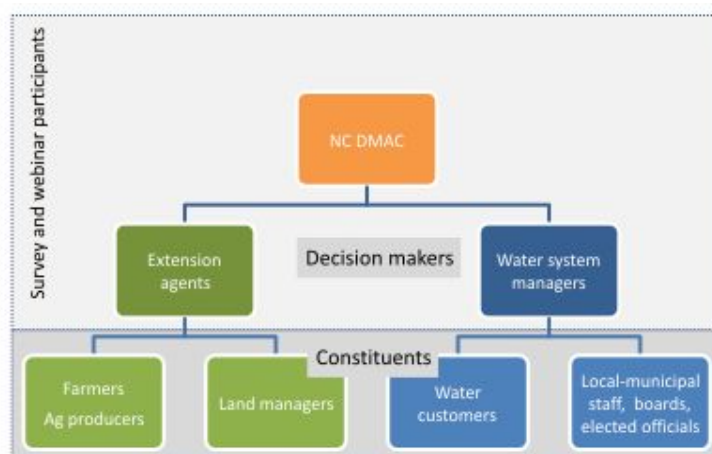 Survey and webinar participants
NC DMAC
Extension
agents
Decision makers
Water system
managers
Constituents
Farmers
Ag producers
Land managers
Water
customers
Local-municipal
staff, boards,
elected officials